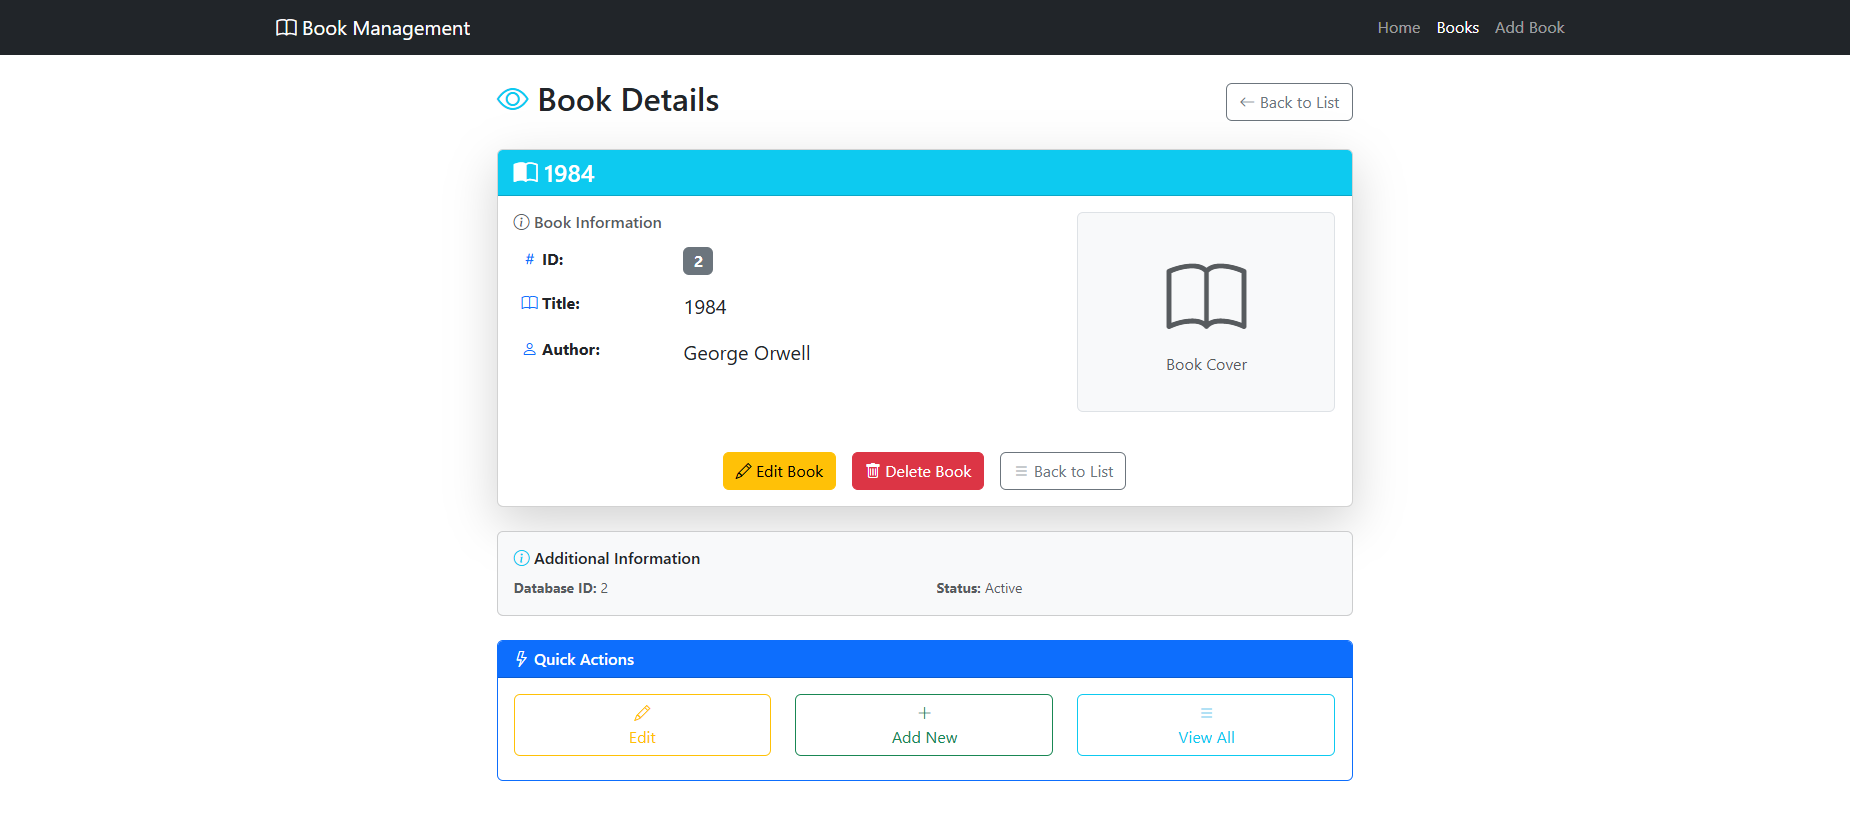 Book Management
Home Books Add Book
Book Details
Back to List
1984
Book Information
# ID: 2
Title: 1984
Author: George Orwell
Book Cover
Edit Book Delete Book Back to List
Additional Information
Database ID: 2 Status: Active
Quick Actions
Edit Add New View All